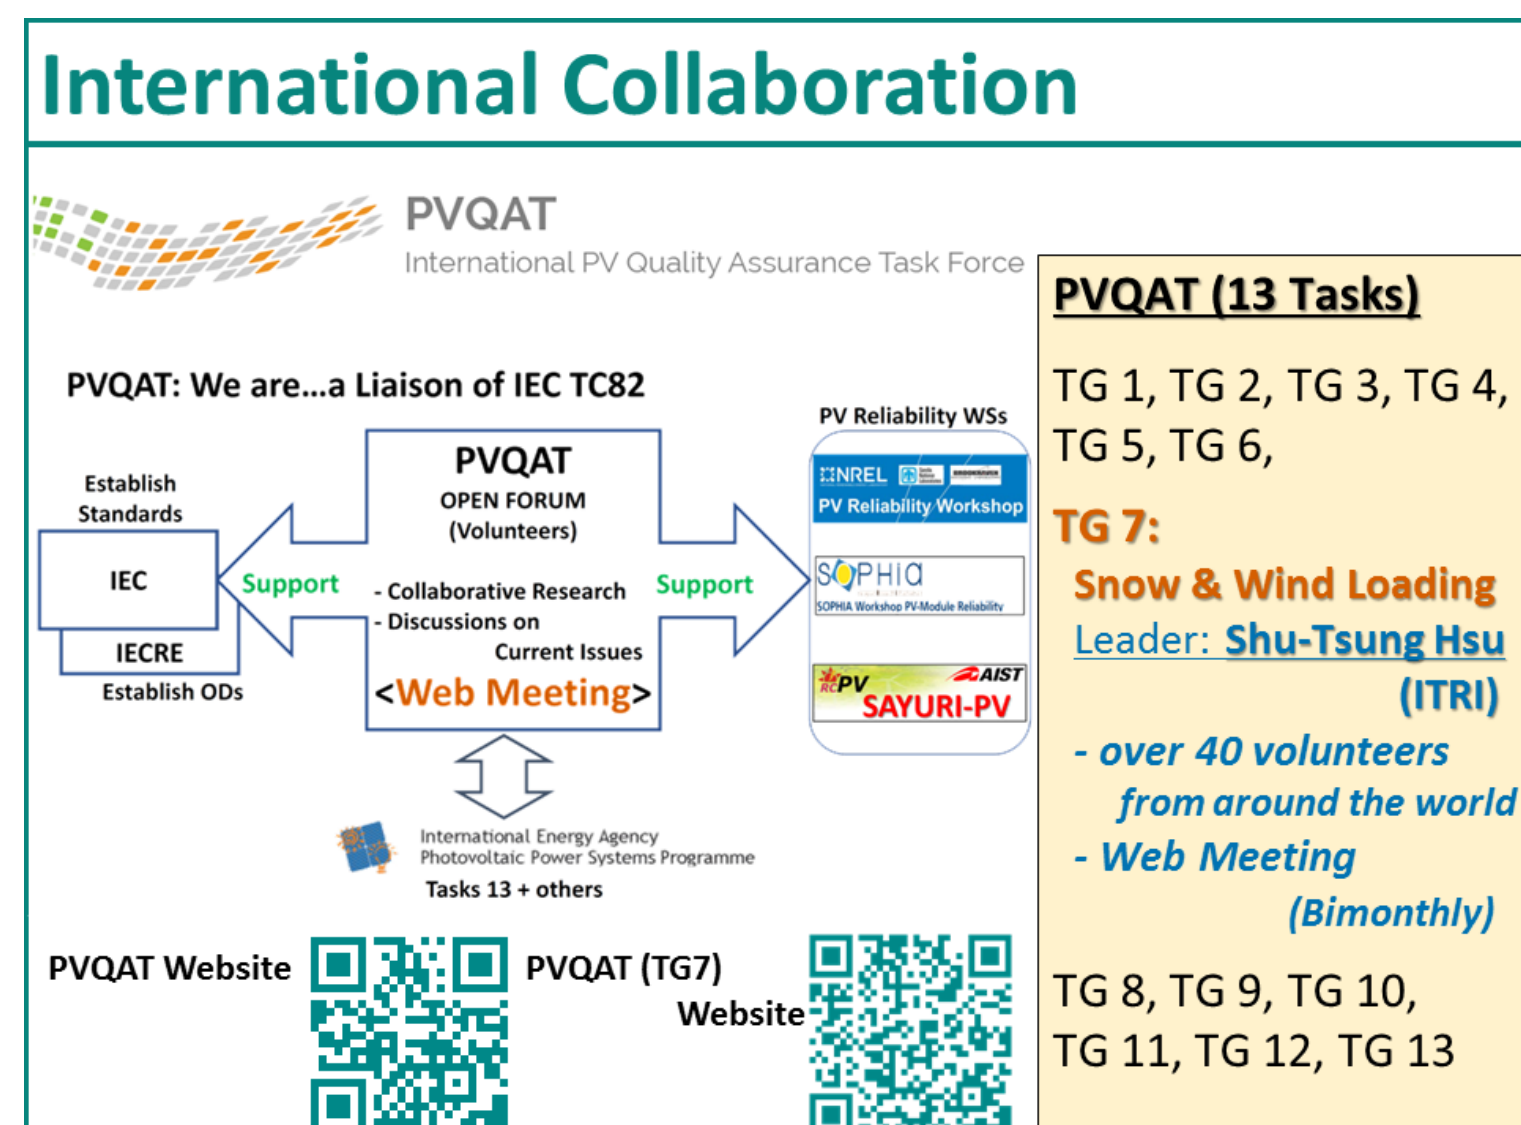 International Collaboration
PVQAT
International PV Quality Assurance Task Force
PVQAT: We are...a Liaison of IEC TC82
Establish
Standards
IEC
IECRE
Establish ODs
Support
PVQAT
OPEN FORUM
(Volunteers)
- Collaborative Research
- Discussions on
Current Issues
<Web Meeting>
Support
PV Reliability WSs
NREL
PV Reliability Workshop
SOPHIA
SOPHIA Workshop PV-Module Reliability
RCPV
AIST
SAYURI-PV
International Energy Agency
Photovoltaic Power Systems Programme
Tasks 13 + others
PVQAT Website
PVQAT (TG7)
Website
PVQAT (13 Tasks)
TG 1, TG 2, TG 3, TG 4,
TG 5, TG 6,
TG 7:
Snow & Wind Loading
Leader: Shu-Tsung Hsu
(ITRI)
- over 40 volunteers
from around the world
- Web Meeting
(Bimonthly)
TG 8, TG 9, TG 10,
TG 11, TG 12, TG 13